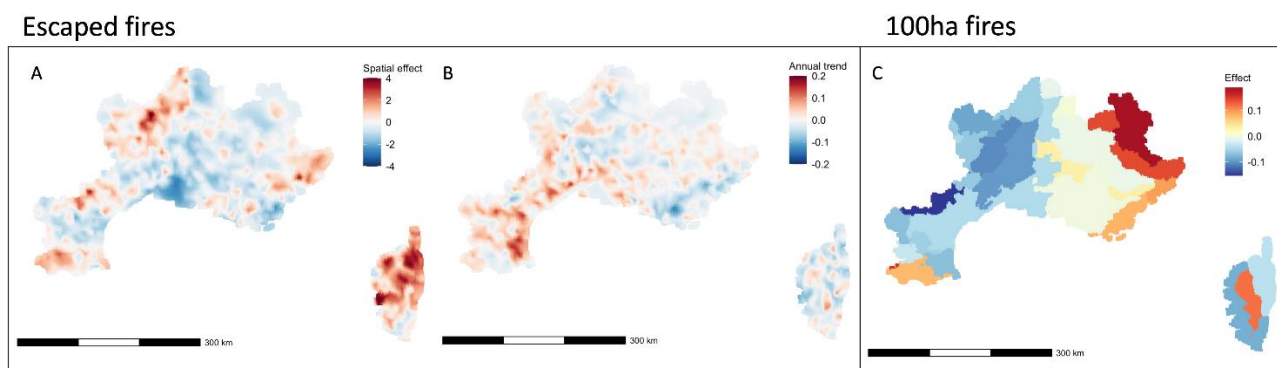 Escaped fires
100ha fires
A
Spatial effect
4
2
0
-2
-4
300 km
B
Annual trend
0.2
0.1
0.0
-0.1
-0.2
300 km
C
Effect
0.1
0.0
-0.1
300 km